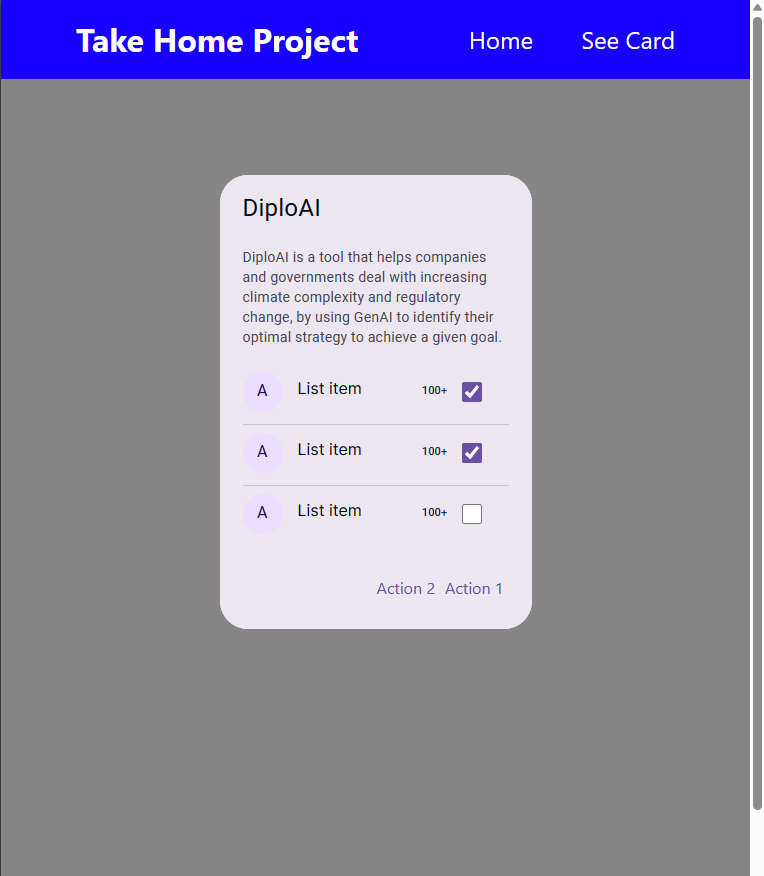 Take Home Project Home See Card
DiploAI
DiploAI is a tool that helps companies
and governments deal with increasing
climate complexity and regulatory
change, by using GenAI to identify their
optimal strategy to achieve a given goal.
A List item 100+
A List item 100+
A List item 100+
Action 2 Action 1